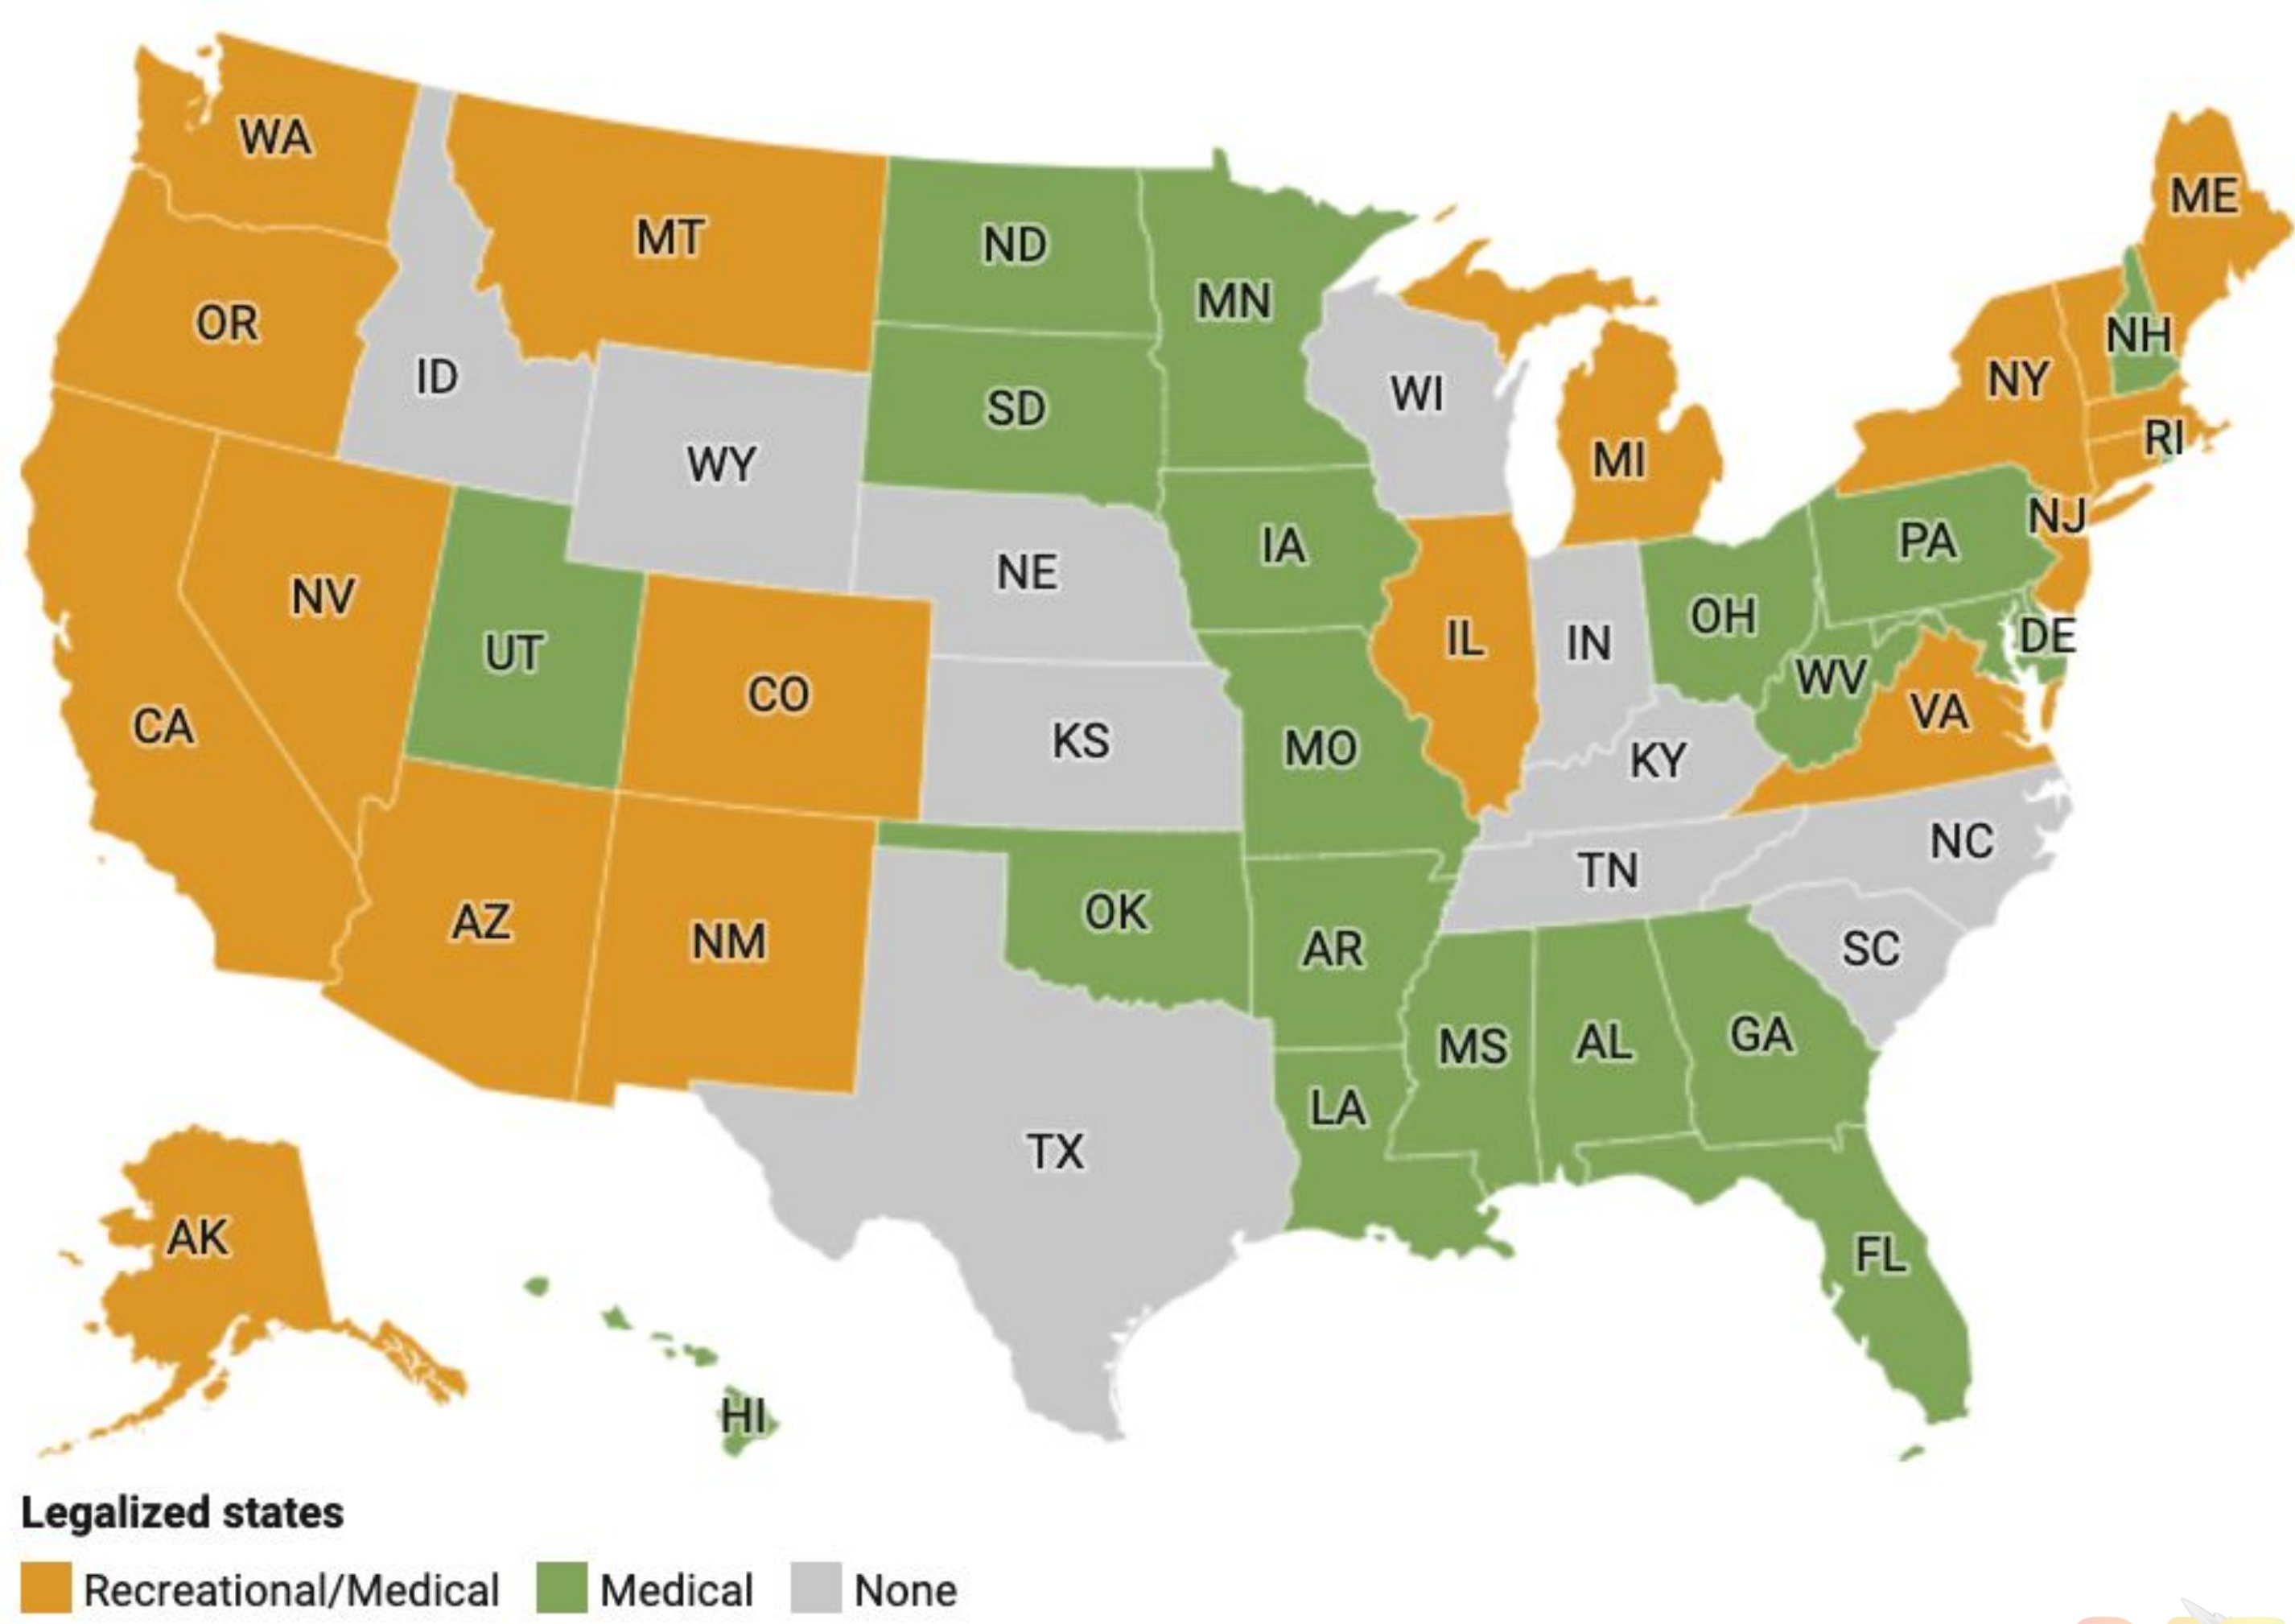 WA
MT
ND
MN
ME
OR
ID
SD
WI
MI
NY
NH
RI
WY
NE
IA
PA
NJ
NV
UT
CO
IL
IN
OH
DE
WV
VA
CA
KS
MO
KY
NC
AZ
NM
OK
AR
TN
SC
MS
AL
GA
LA
TX
AK
FL
HI
Legalized states
Recreational/Medical
Medical
None